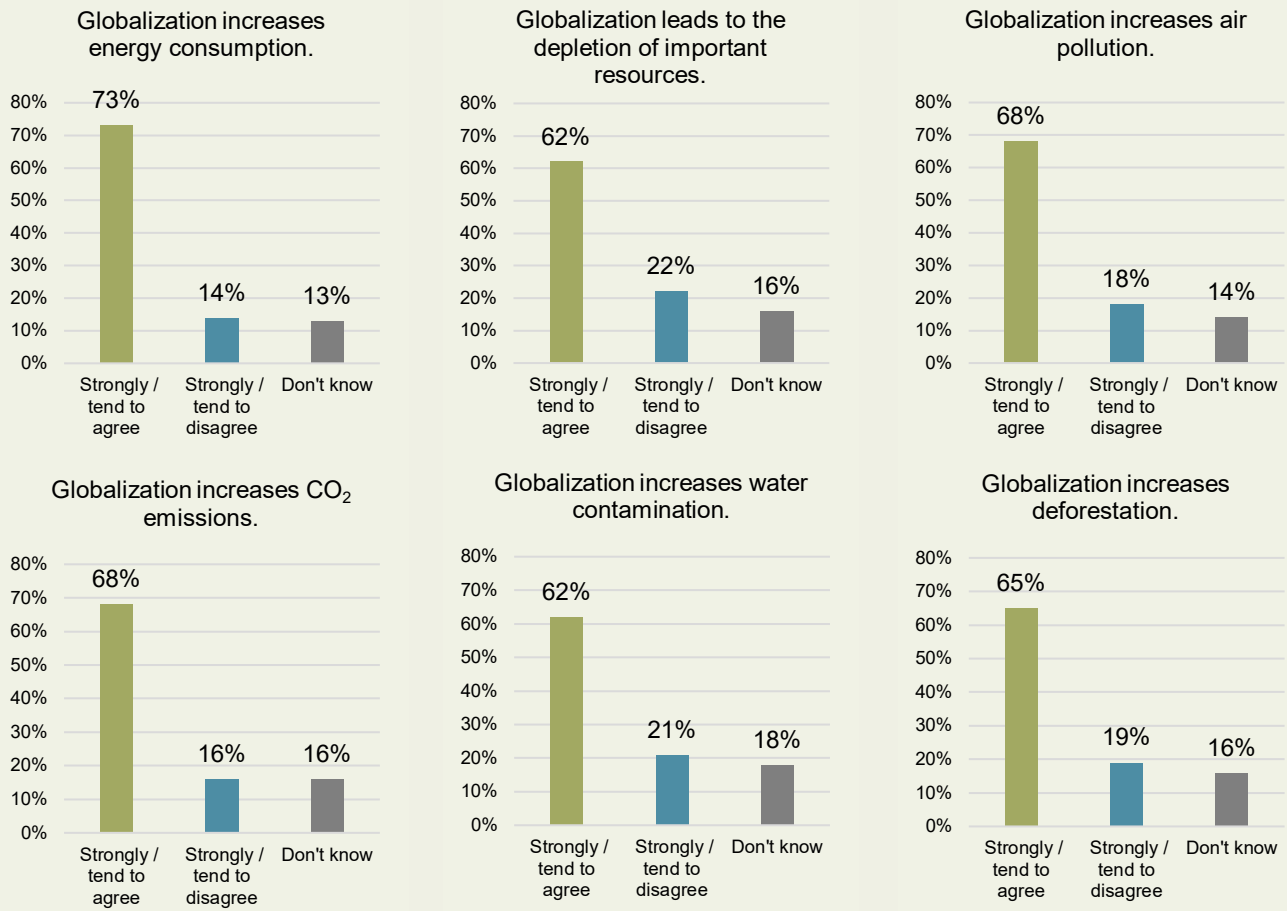 Globalization increases
energy consumption.
80%
70%
60%
50%
40%
30%
20%
10%
0%
73%
14%
13%
Strongly /
tend to
agree
Strongly /
tend to
disagree
Don't know
Globalization leads to the
depletion of important
resources.
80%
70%
60%
50%
40%
30%
20%
10%
0%
62%
22%
16%
Strongly /
tend to
agree
Strongly /
tend to
disagree
Don't know
Globalization increases air
pollution.
80%
70%
60%
50%
40%
30%
20%
10%
0%
68%
18%
14%
Strongly /
tend to
agree
Strongly /
tend to
disagree
Don't know
Globalization increases CO₂
emissions.
80%
70%
60%
50%
40%
30%
20%
10%
0%
68%
16%
16%
Strongly /
tend to
agree
Strongly /
tend to
disagree
Don't know
Globalization increases water
contamination.
80%
70%
60%
50%
40%
30%
20%
10%
0%
62%
21%
18%
Strongly /
tend to
agree
Strongly /
tend to
disagree
Don't know
Globalization increases
deforestation.
80%
70%
60%
50%
40%
30%
20%
10%
0%
65%
19%
16%
Strongly /
tend to
agree
Strongly /
tend to
disagree
Don't know